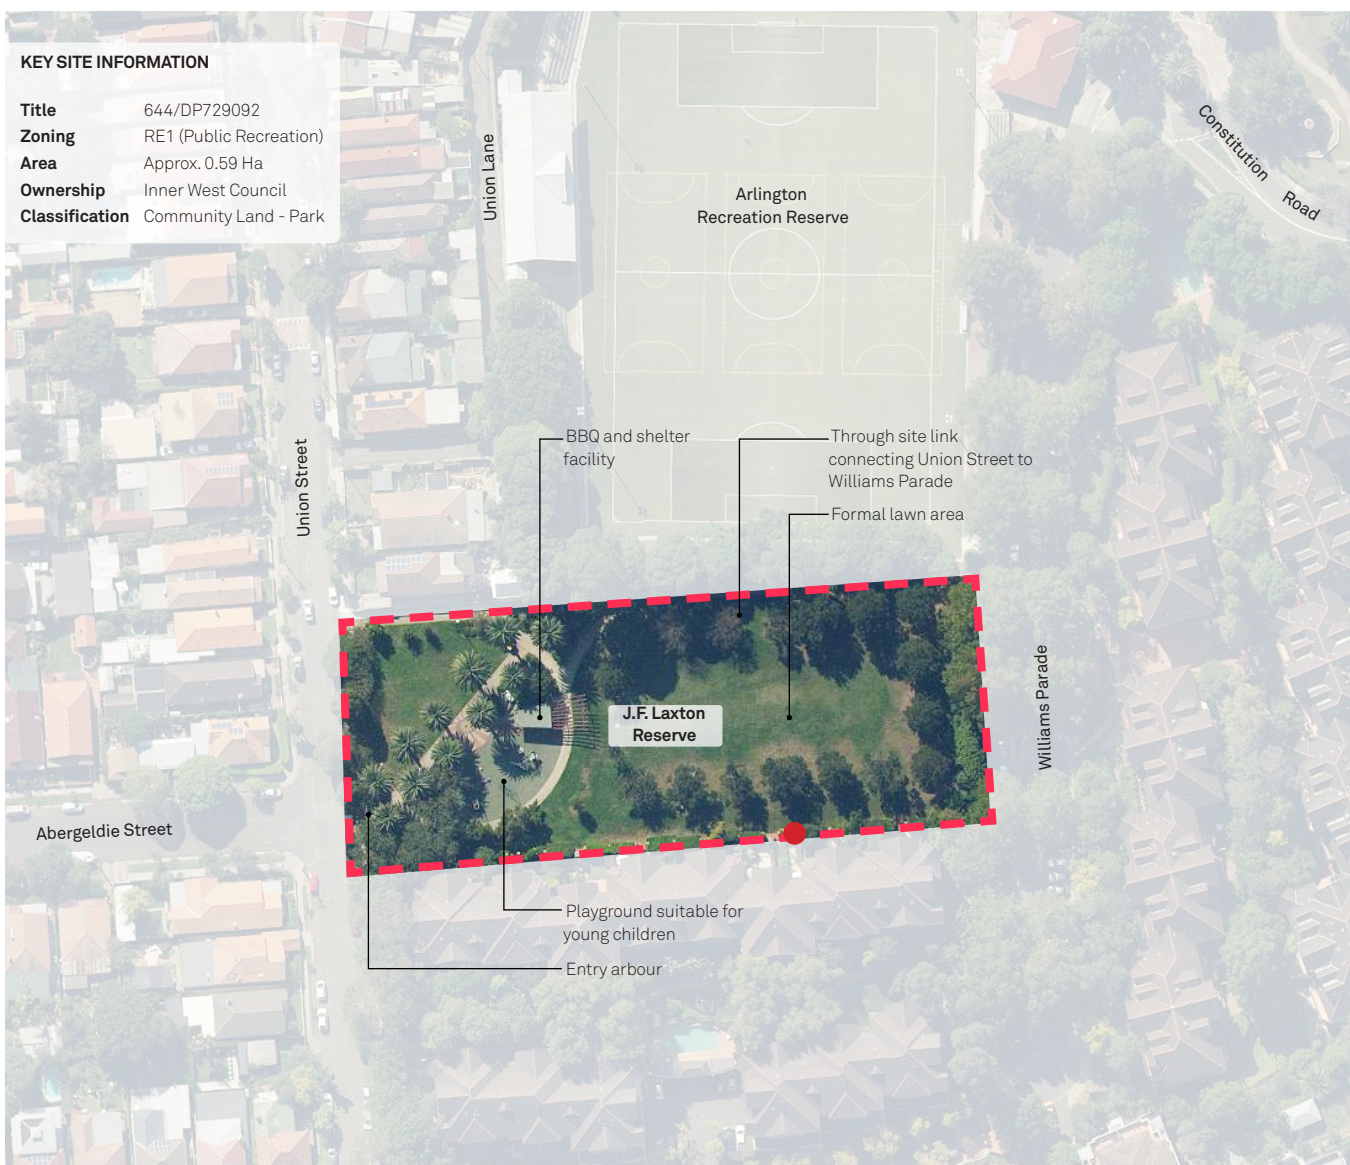 KEY SITE INFORMATION
Title 644/DP729092
Zoning RE1 (Public Recreation)
Area Approx. 0.59 Ha
Ownership Inner West Council
Classification Community Land - Park
Union Lane
Arlington
Recreation Reserve
Constitution Road
Union Street
BBQ and shelter
facility
Through site link
connecting Union Street to
Williams Parade
Formal lawn area
J.F. Laxton
Reserve
Williams Parade
Abergeldie Street
Playground suitable for
young children
Entry arbour